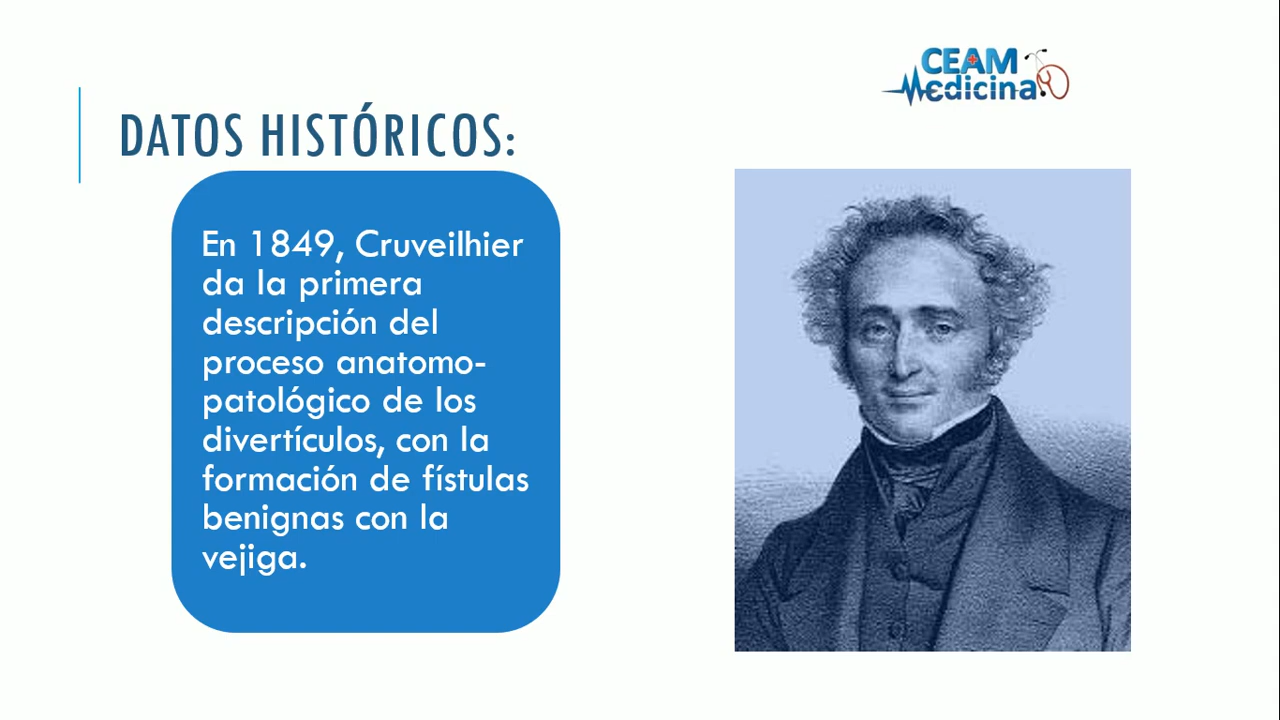 CEAM
Medicina
DATOS HISTÓRICOS:
En 1849, Cruveilhier
da la primera
descripción del
proceso anatomo-
patológico de los
divertículos, con la
formación de fístulas
benignas con la
vejiga.